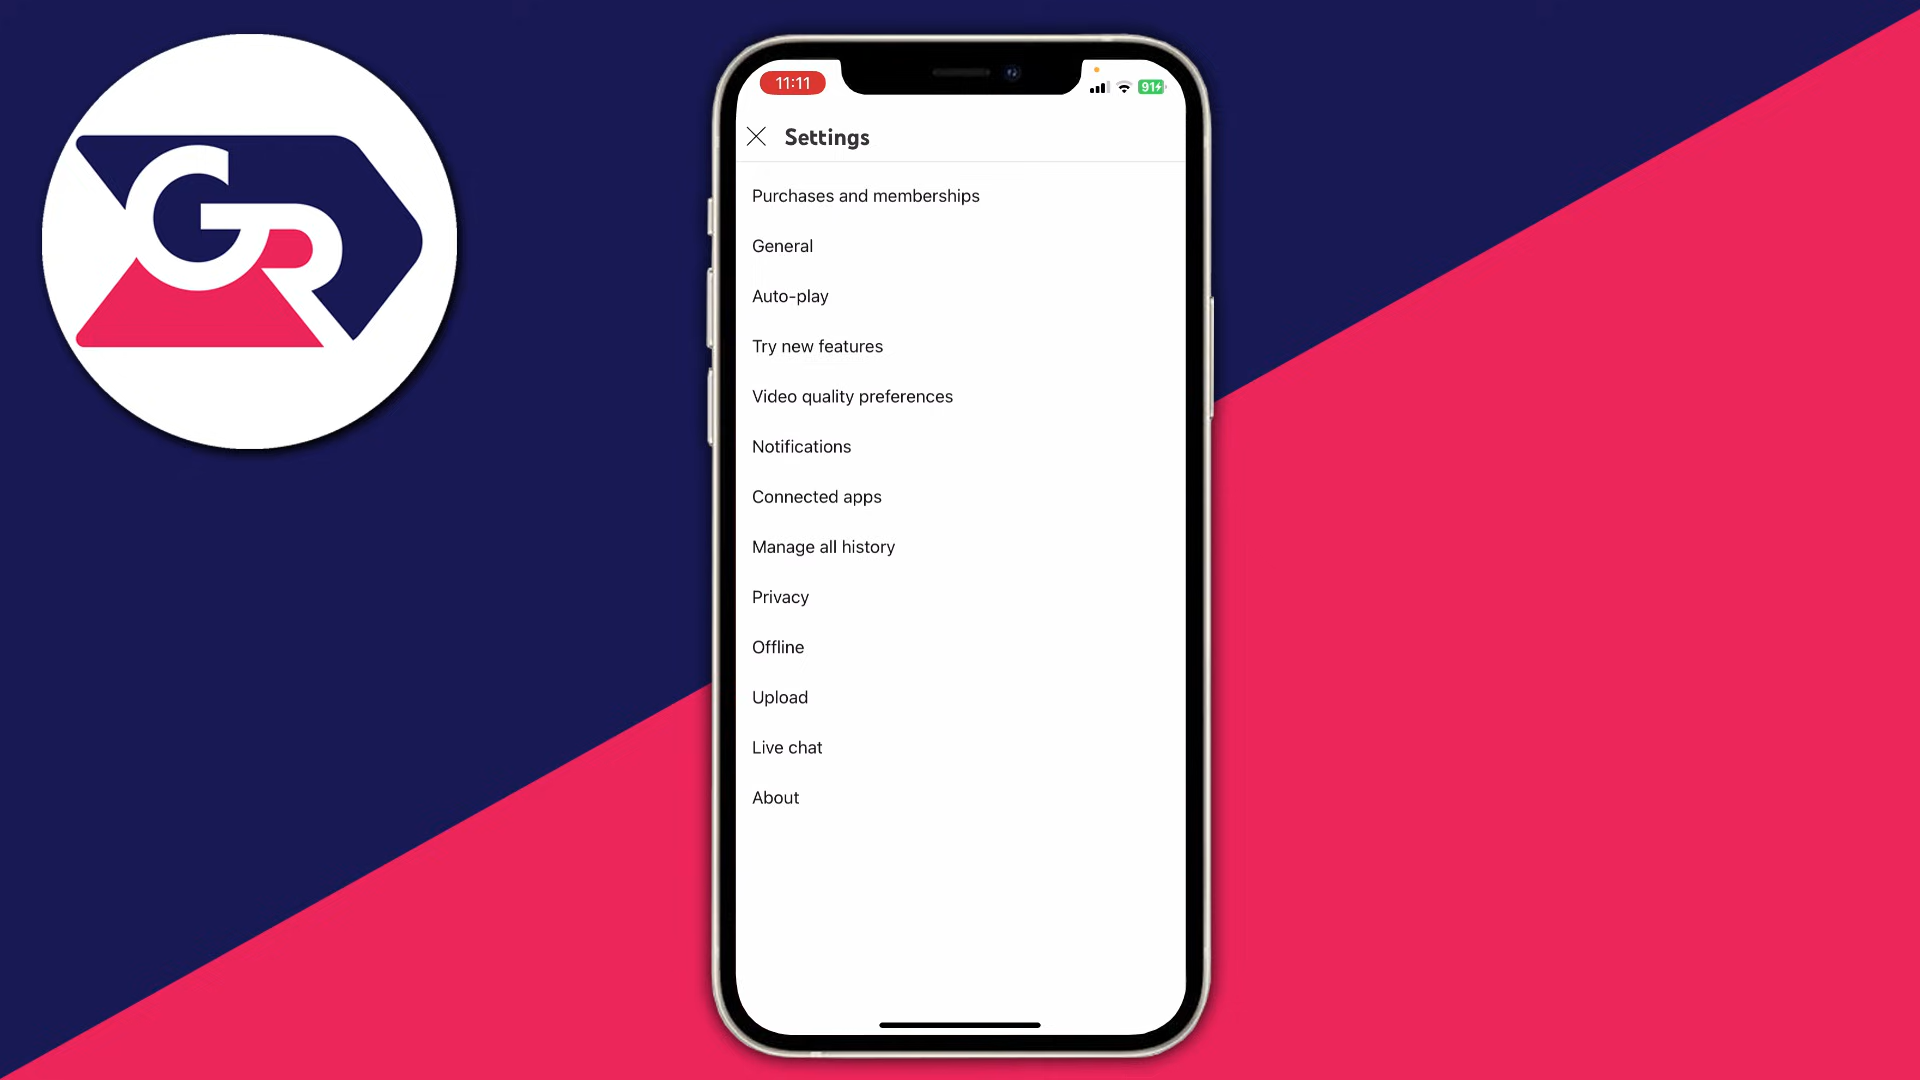 GR
11:11
91
Settings
Purchases and memberships
General
Auto-play
Try new features
Video quality preferences
Notifications
Connected apps
Manage all history
Privacy
Offline
Upload
Live chat
About